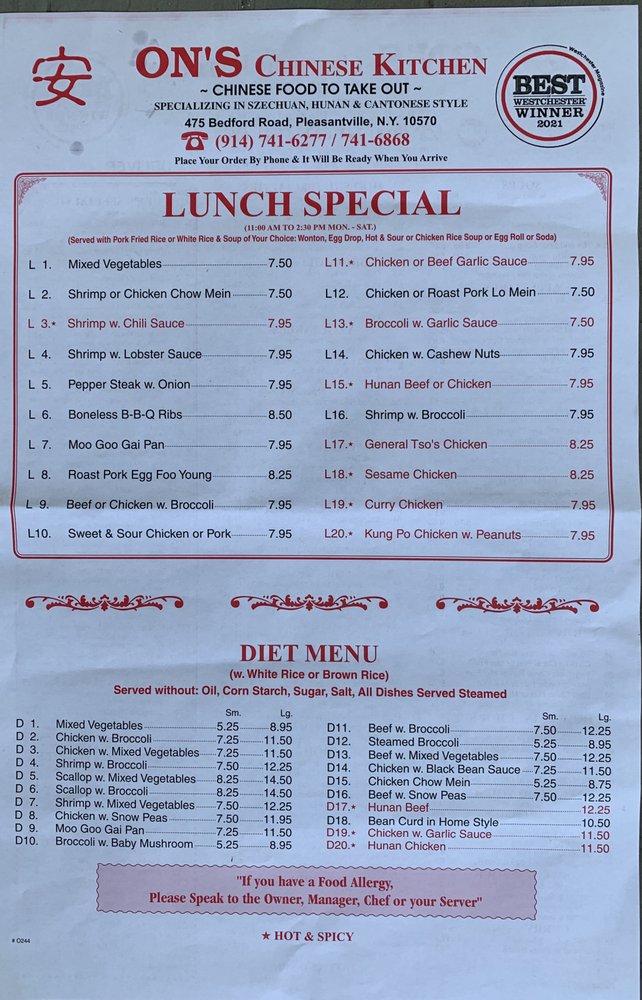 安
ON'S CHINESE KITCHEN
~ CHINESE FOOD TO TAKE OUT ~
SPECIALIZING IN SZECHUAN, HUNAN & CANTONESE STYLE
475 Bedford Road, Pleasantville, N.Y. 10570
☎ (914) 741-6277 / 741-6868
Place Your Order By Phone & It Will Be Ready When You Arrive
Westchester Magazine
BEST
WESTCHESTER
WINNER
2021
LUNCH SPECIAL
(11:00 AM TO 2:30 PM MON. - SAT.)
(Served with Pork Fried Rice or White Rice & Soup of Your Choice: Wonton, Egg Drop, Hot & Sour or Chicken Rice Soup or Egg Roll or Soda)
L 1. Mixed Vegetables 7.50
L 2. Shrimp or Chicken Chow Mein 7.50
L 3.★ Shrimp w. Chili Sauce 7.95
L 4. Shrimp w. Lobster Sauce 7.95
L 5. Pepper Steak w. Onion 7.95
L 6. Boneless B-B-Q Ribs 8.50
L 7. Moo Goo Gai Pan 7.95
L 8. Roast Pork Egg Foo Young 8.25
L 9. Beef or Chicken w. Broccoli 7.95
L10. Sweet & Sour Chicken or Pork 7.95
L11.★ Chicken or Beef Garlic Sauce 7.95
L12. Chicken or Roast Pork Lo Mein 7.50
L13.★ Broccoli w. Garlic Sauce 7.50
L14. Chicken w. Cashew Nuts 7.95
L15.★ Hunan Beef or Chicken 7.95
L16. Shrimp w. Broccoli 7.95
L17.★ General Tso's Chicken 8.25
L18.★ Sesame Chicken 8.25
L19.★ Curry Chicken 7.95
L20.★ Kung Po Chicken w. Peanuts 7.95
DIET MENU
(w. White Rice or Brown Rice)
Served without: Oil, Corn Starch, Sugar, Salt, All Dishes Served Steamed
Sm. Lg.
D 1. Mixed Vegetables 5.25 8.95
D 2. Chicken w. Broccoli 7.25 11.50
D 3. Chicken w. Mixed Vegetables 7.25 11.50
D 4. Shrimp w. Broccoli 7.50 12.25
D 5. Scallop w. Mixed Vegetables 8.25 14.50
D 6. Scallop w. Broccoli 8.25 14.50
D 7. Shrimp w. Mixed Vegetables 7.50 12.25
D 8. Chicken w. Snow Peas 7.50 11.95
D 9. Moo Goo Gai Pan 7.25 11.50
D10. Broccoli w. Baby Mushroom 5.25 8.95
Sm. Lg.
D11. Beef w. Broccoli 7.50 12.25
D12. Steamed Broccoli 5.25 8.95
D13. Beef w. Mixed Vegetables 7.50 12.25
D14. Chicken w. Black Bean Sauce 7.25 11.50
D15. Chicken Chow Mein 5.25 8.75
D16. Beef w. Snow Peas 7.50 12.25
D17.★ Hunan Beef 12.25
D18. Bean Curd in Home Style 10.50
D19.★ Chicken w. Garlic Sauce 11.50
D20.★ Hunan Chicken 11.50
"If you have a Food Allergy,
Please Speak to the Owner, Manager, Chef or your Server"
★ HOT & SPICY
# O244